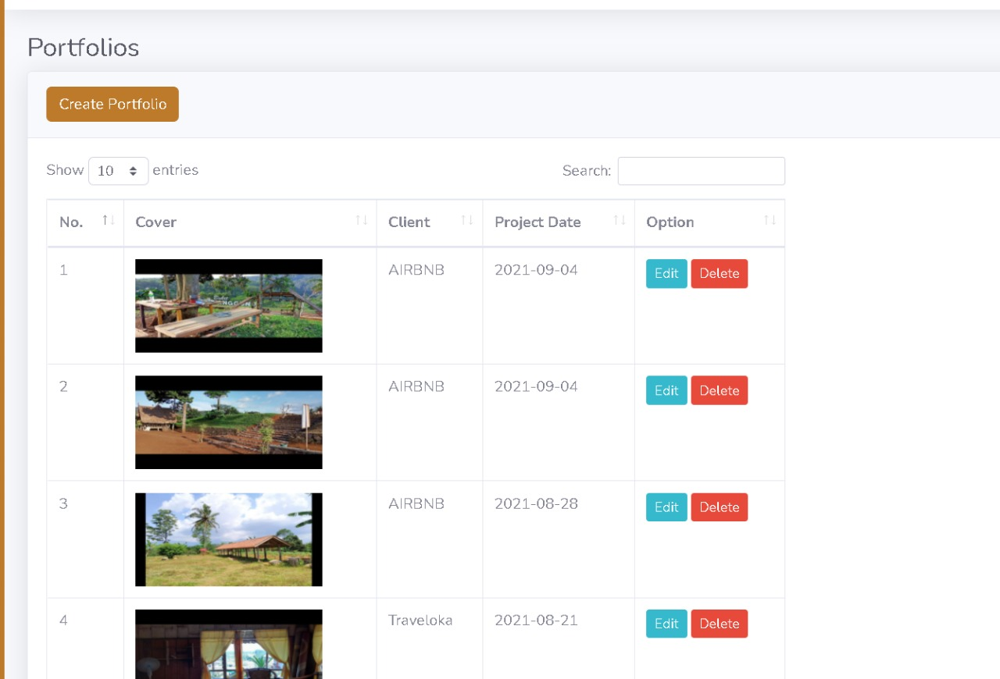 Portfolios
Create Portfolio
Show 10 entries
Search:
No. Cover Client Project Date Option
1 AIRBNB 2021-09-04 Edit Delete
2 AIRBNB 2021-09-04 Edit Delete
3 AIRBNB 2021-08-28 Edit Delete
4 Traveloka 2021-08-21 Edit Delete